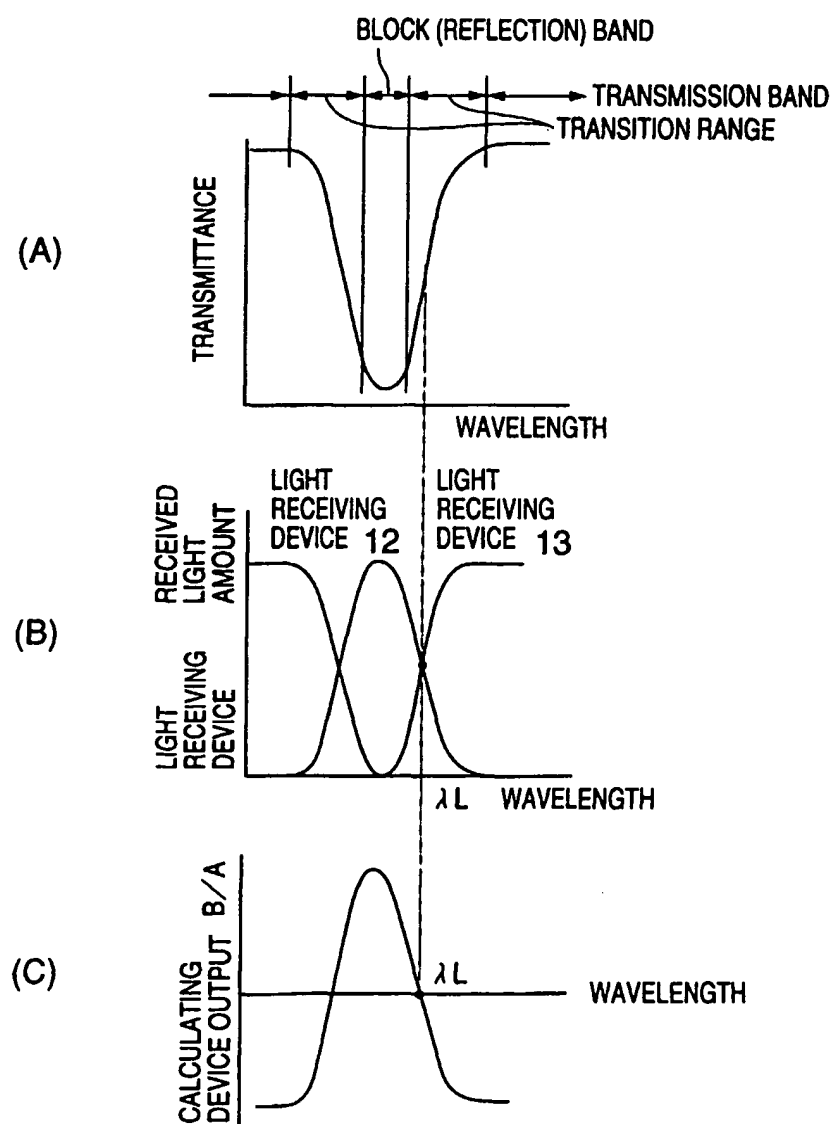 BLOCK (REFLECTION) BAND
TRANSMISSION BAND
TRANSITION RANGE
(A)
TRANSMITTANCE
WAVELENGTH
(B)
RECEIVED
LIGHT
AMOUNT
LIGHT
RECEIVING
DEVICE
LIGHT
RECEIVING
DEVICE 12
LIGHT
RECEIVING
DEVICE 13
λL WAVELENGTH
(C)
CALCULATING
DEVICE OUTPUT B/A
λL
WAVELENGTH